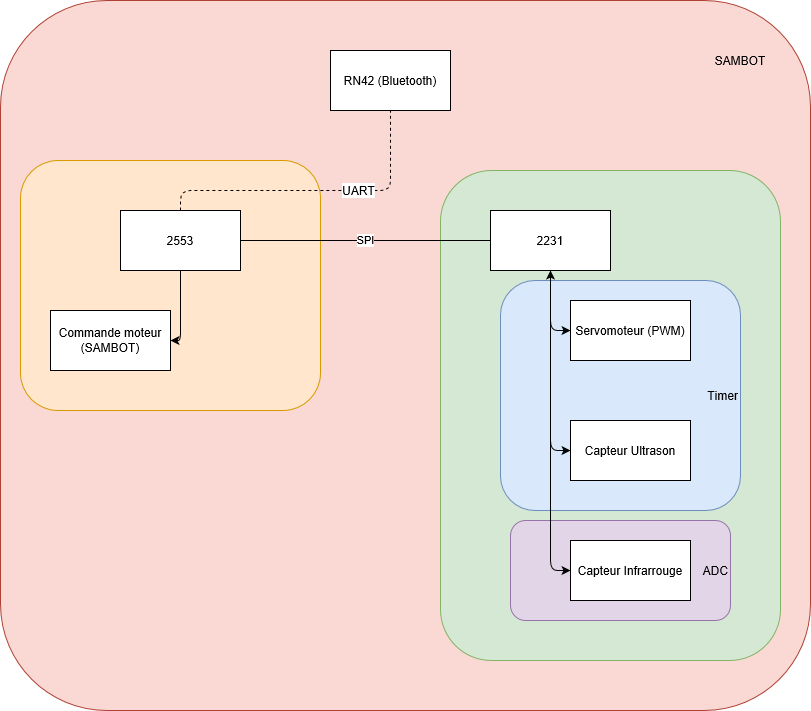 SAMBOT
RN42 (Bluetooth)
UART
2553
SPI
2231
Commande moteur
(SAMBOT)
Servomoteur (PWM)
Timer
Capteur Ultrason
Capteur Infrarrouge
ADC